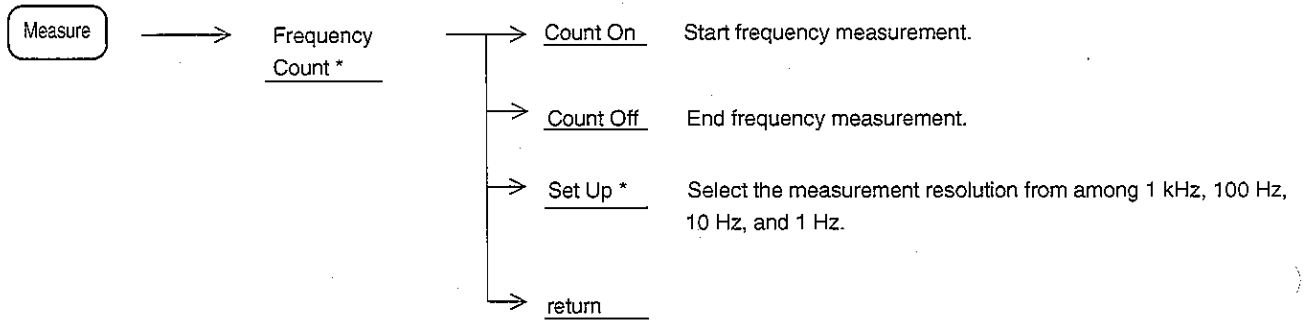 Measure
Frequency
Count *
Count On Start frequency measurement.
Count Off End frequency measurement.
Set Up * Select the measurement resolution from among 1 kHz, 100 Hz,
10 Hz, and 1 Hz.
return